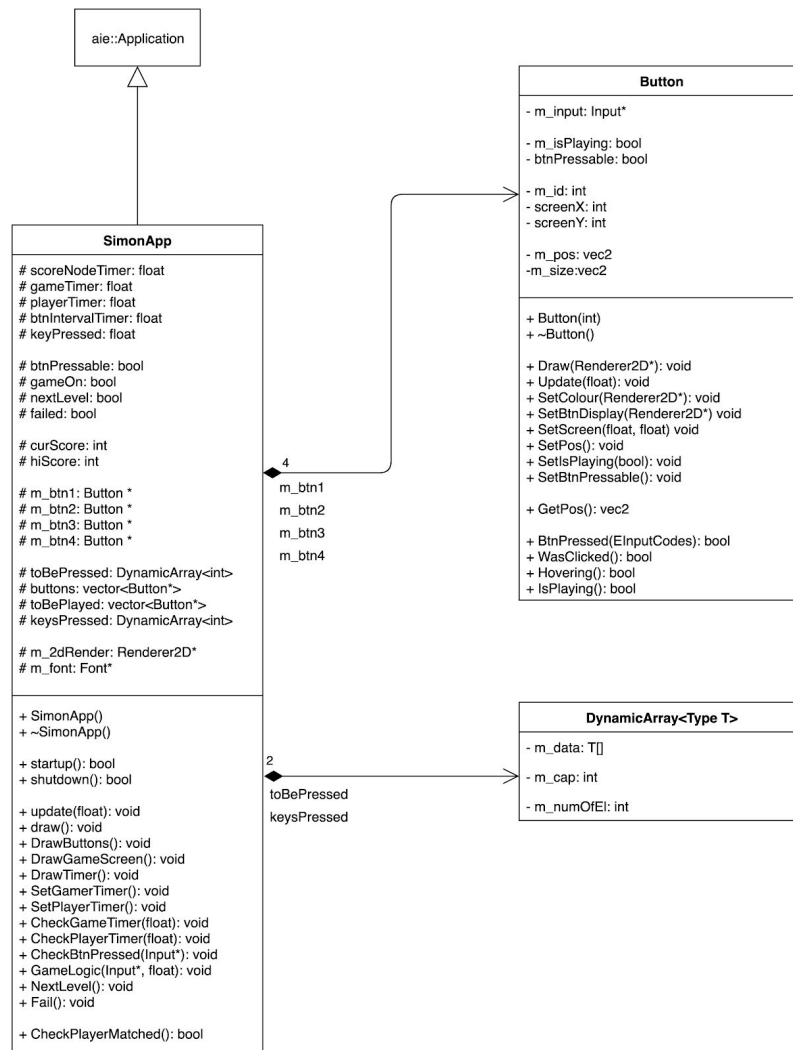 aie::Application
SimonApp
# scoreNodeTimer: float
# gameTimer: float
# playerTimer: float
# btnIntervalTimer: float
# keyPressed: float
# btnPressable: bool
# gameOn: bool
# nextLevel: bool
# failed: bool
# curScore: int
# hiScore: int
# m_btn1: Button *
# m_btn2: Button *
# m_btn3: Button *
# m_btn4: Button *
# toBePressed: DynamicArray<int>
# buttons: vector<Button*>
# toBePlayed: vector<Button*>
# keysPressed: DynamicArray<int>
# m_2dRender: Renderer2D*
# m_font: Font*
+ SimonApp()
+ ~SimonApp()
+ startup(): bool
+ shutdown(): bool
+ update(float): void
+ draw(): void
+ DrawButtons(): void
+ DrawGameScreen(): void
+ DrawTimer(): void
+ SetGamerTimer(): void
+ SetPlayerTimer(): void
+ CheckGameTimer(float): void
+ CheckPlayerTimer(float): void
+ CheckBtnPressed(Input*): void
+ GameLogic(Input*, float): void
+ NextLevel(): void
+ Fail(): void
+ CheckPlayerMatched(): bool
4
m_btn1
m_btn2
m_btn3
m_btn4
2
toBePressed
keysPressed
Button
- m_input: Input*
- m_isPlaying: bool
- btnPressable: bool
- m_id: int
- screenX: int
- screenY: int
- m_pos: vec2
-m_size:vec2
+ Button(int)
+ ~Button()
+ Draw(Renderer2D*): void
+ Update(float): void
+ SetColour(Renderer2D*): void
+ SetBtnDisplay(Renderer2D*) void
+ SetScreen(float, float) void
+ SetPos(): void
+ SetIsPlaying(bool): void
+ SetBtnPressable(): void
+ GetPos(): vec2
+ BtnPressed(EInputCodes): bool
+ WasClicked(): bool
+ Hovering(): bool
+ IsPlaying(): bool
DynamicArray<Type T>
- m_data: T[]
- m_cap: int
- m_numOfEl: int